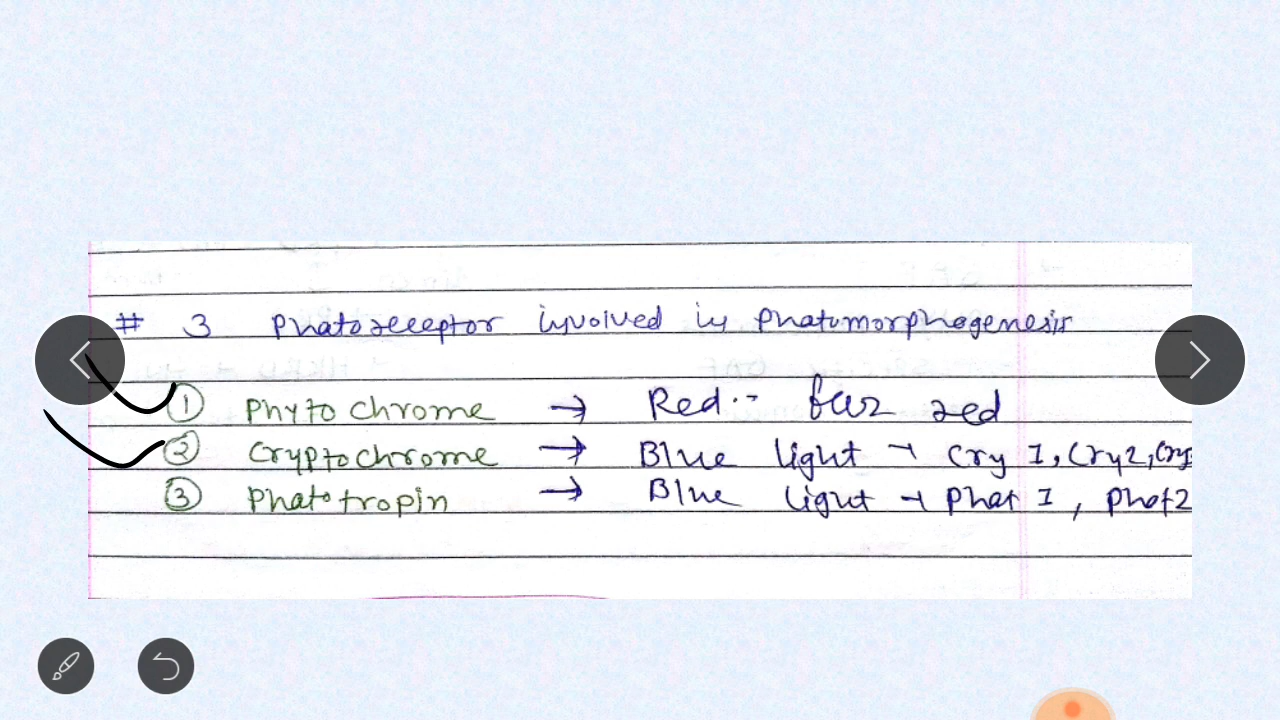 # 3 Photoreceptor involved in photomorphogenesis
① Phytochrome → Red.- far red
② Cryptochrome → Blue light → Cry 1, Cry2, Cry
③ Phototropin → Blue light → Phot 1, Phot2